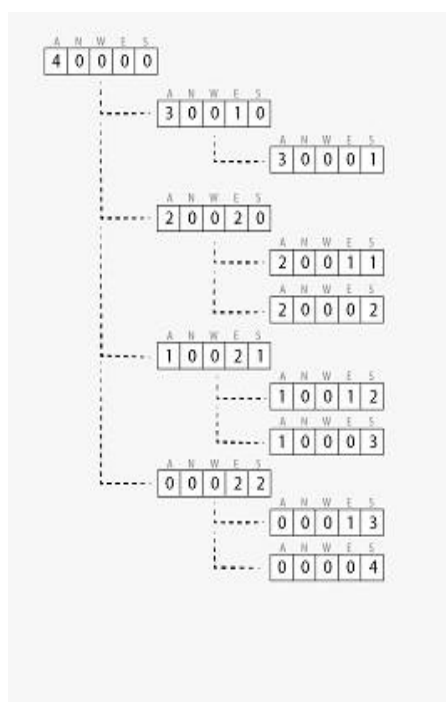 A N W E S
4 0 0 0 0
A N W E S
3 0 0 1 0
A N W E S
3 0 0 0 1
A N W E S
2 0 0 2 0
A N W E S
2 0 0 1 1
A N W E S
2 0 0 0 2
A N W E S
1 0 0 2 1
A N W E S
1 0 0 1 2
A N W E S
1 0 0 0 3
A N W E S
0 0 0 2 2
A N W E S
0 0 0 1 3
A N W E S
0 0 0 0 4